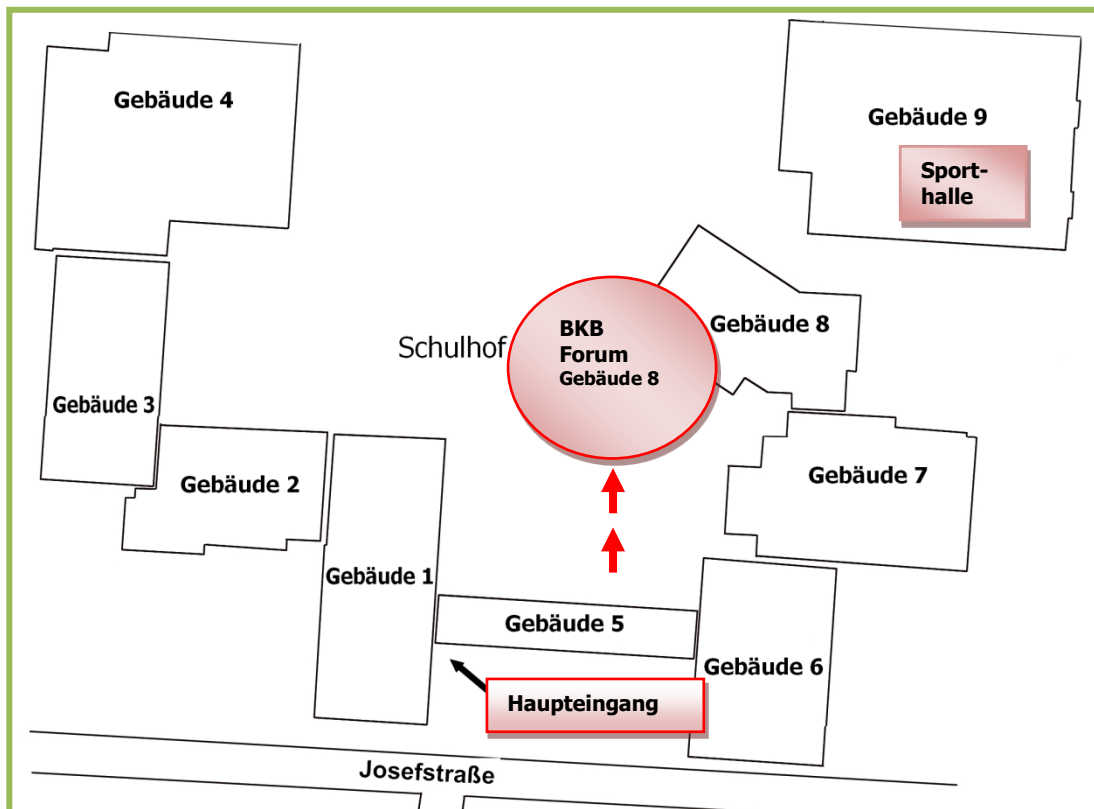 Gebäude 4
Gebäude 9
Sport-
halle
Schulhof
BKB
Forum
Gebäude 8
Gebäude 8
Gebäude 3
Gebäude 2
Gebäude 7
Gebäude 1
Gebäude 5
Gebäude 6
Haupteingang
Josefstraße